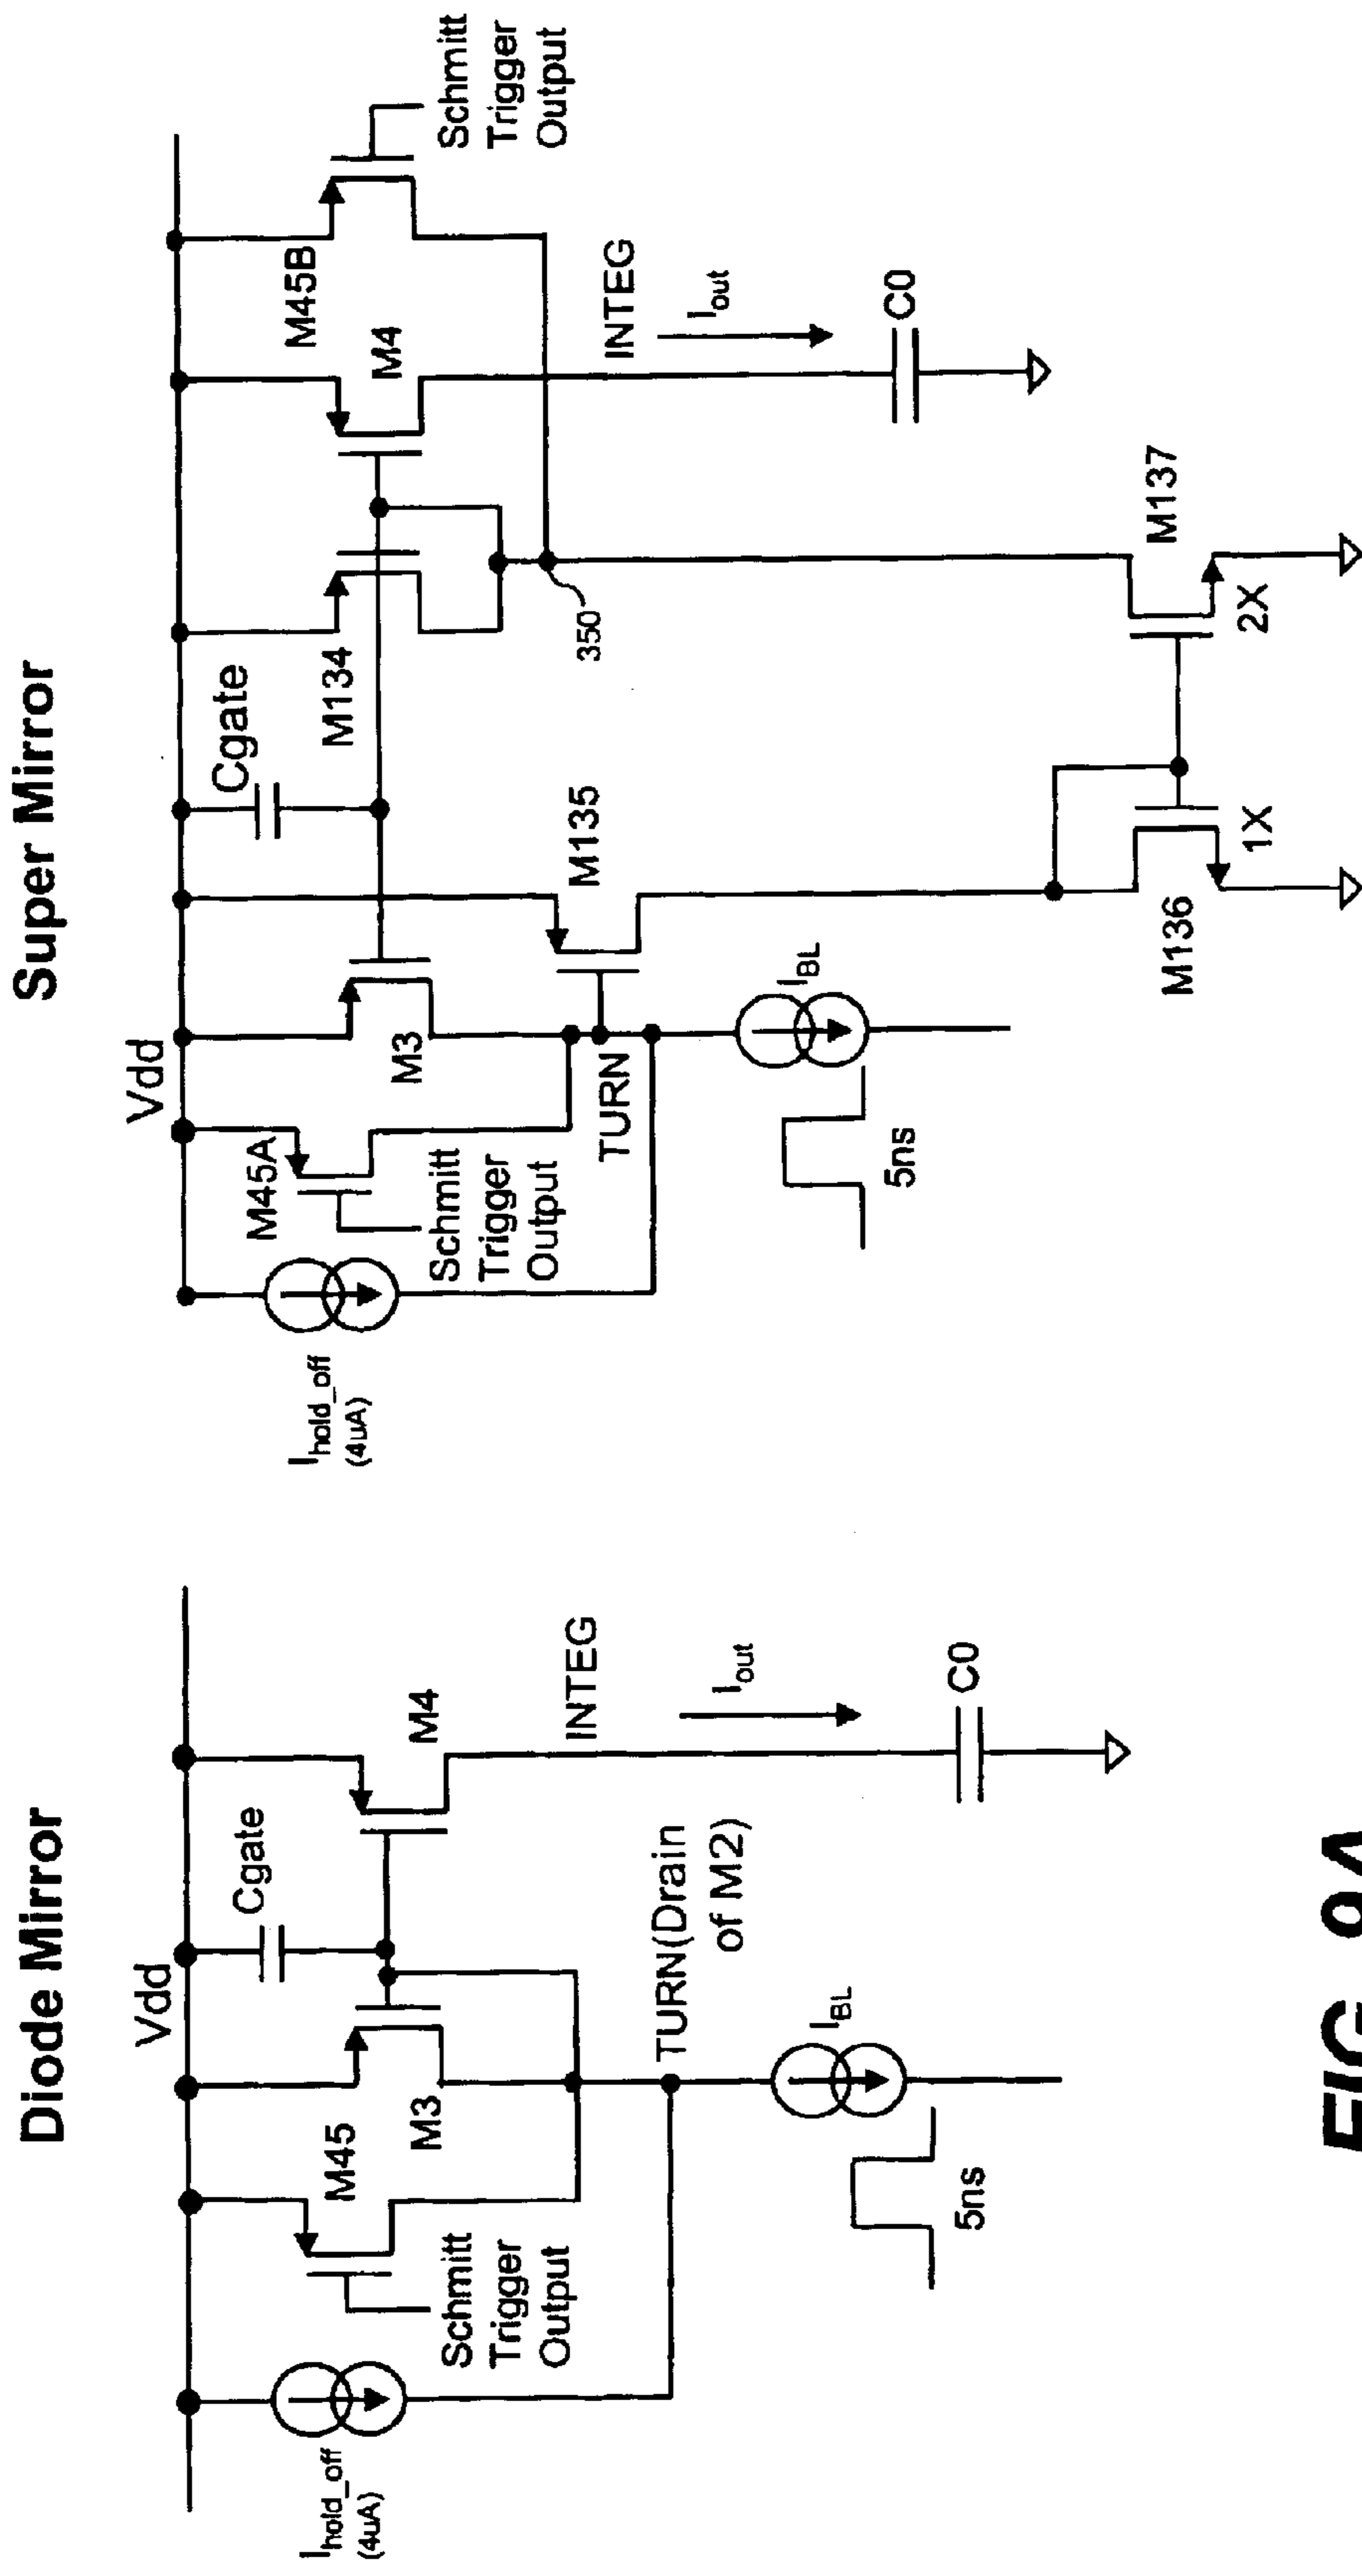 Diode Mirror
Vdd
Cgate
M45
M3
M4
Schmitt
Trigger
Output
Ihold_off
(4uA)
INTEG
Iout
C0
TURN(Drain
of M2)
IBL
5ns
Super Mirror
Vdd
Cgate
M45A
M3
M134
M4
M45B
Schmitt
Trigger
Output
Schmitt
Trigger
Output
Ihold_off
(4uA)
TURN
M135
350
INTEG
Iout
C0
IBL
5ns
M136
1X
2X
M137